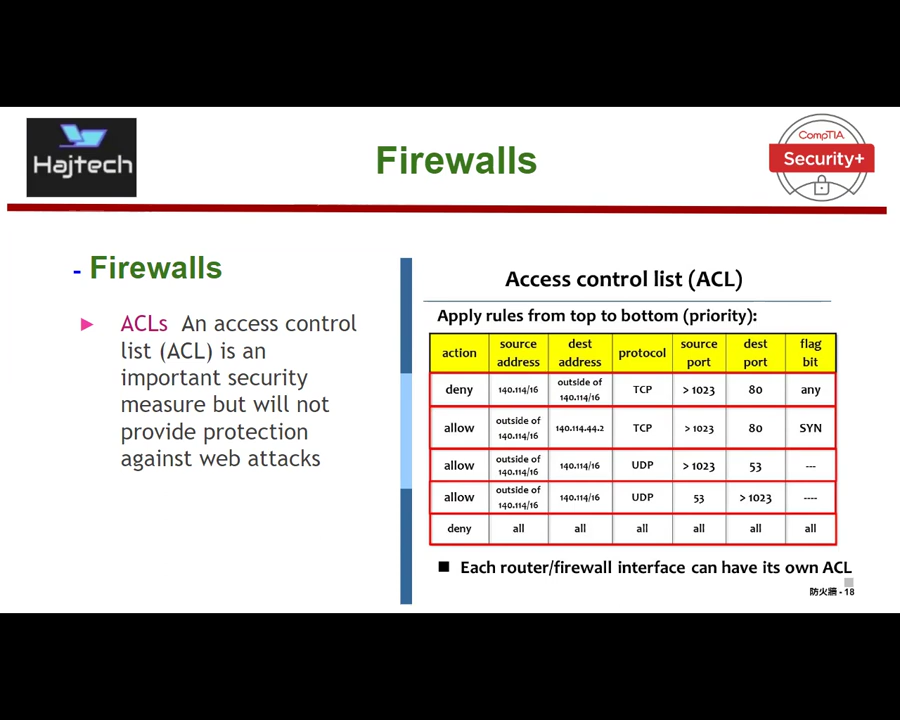 Hajtech
Firewalls
CompTIA
Security+
- Firewalls
ACLs An access control
list (ACL) is an
important security
measure but will not
provide protection
against web attacks
Access control list (ACL)
Apply rules from top to bottom (priority):
action source address dest address protocol source port dest port flag bit
deny 140.114/16 outside of 140.114/16 TCP > 1023 80 any
allow outside of 140.114/16 140.114.44.2 TCP > 1023 80 SYN
allow outside of 140.114/16 140.114/16 UDP > 1023 53 ---
allow outside of 140.114/16 140.114/16 UDP 53 > 1023 ----
deny all all all all all all
■ Each router/firewall interface can have its own ACL
防火牆 - 18